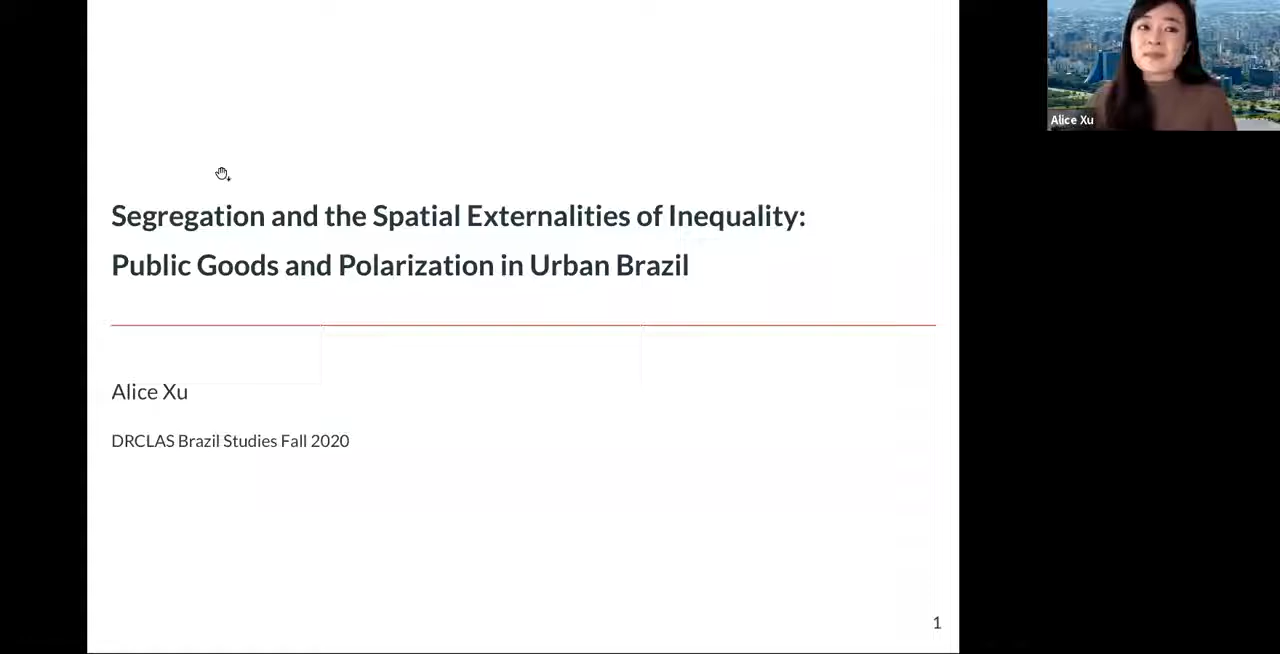 Segregation and the Spatial Externalities of Inequality:
Public Goods and Polarization in Urban Brazil
Alice Xu
DRCLAS Brazil Studies Fall 2020
1
Alice Xu